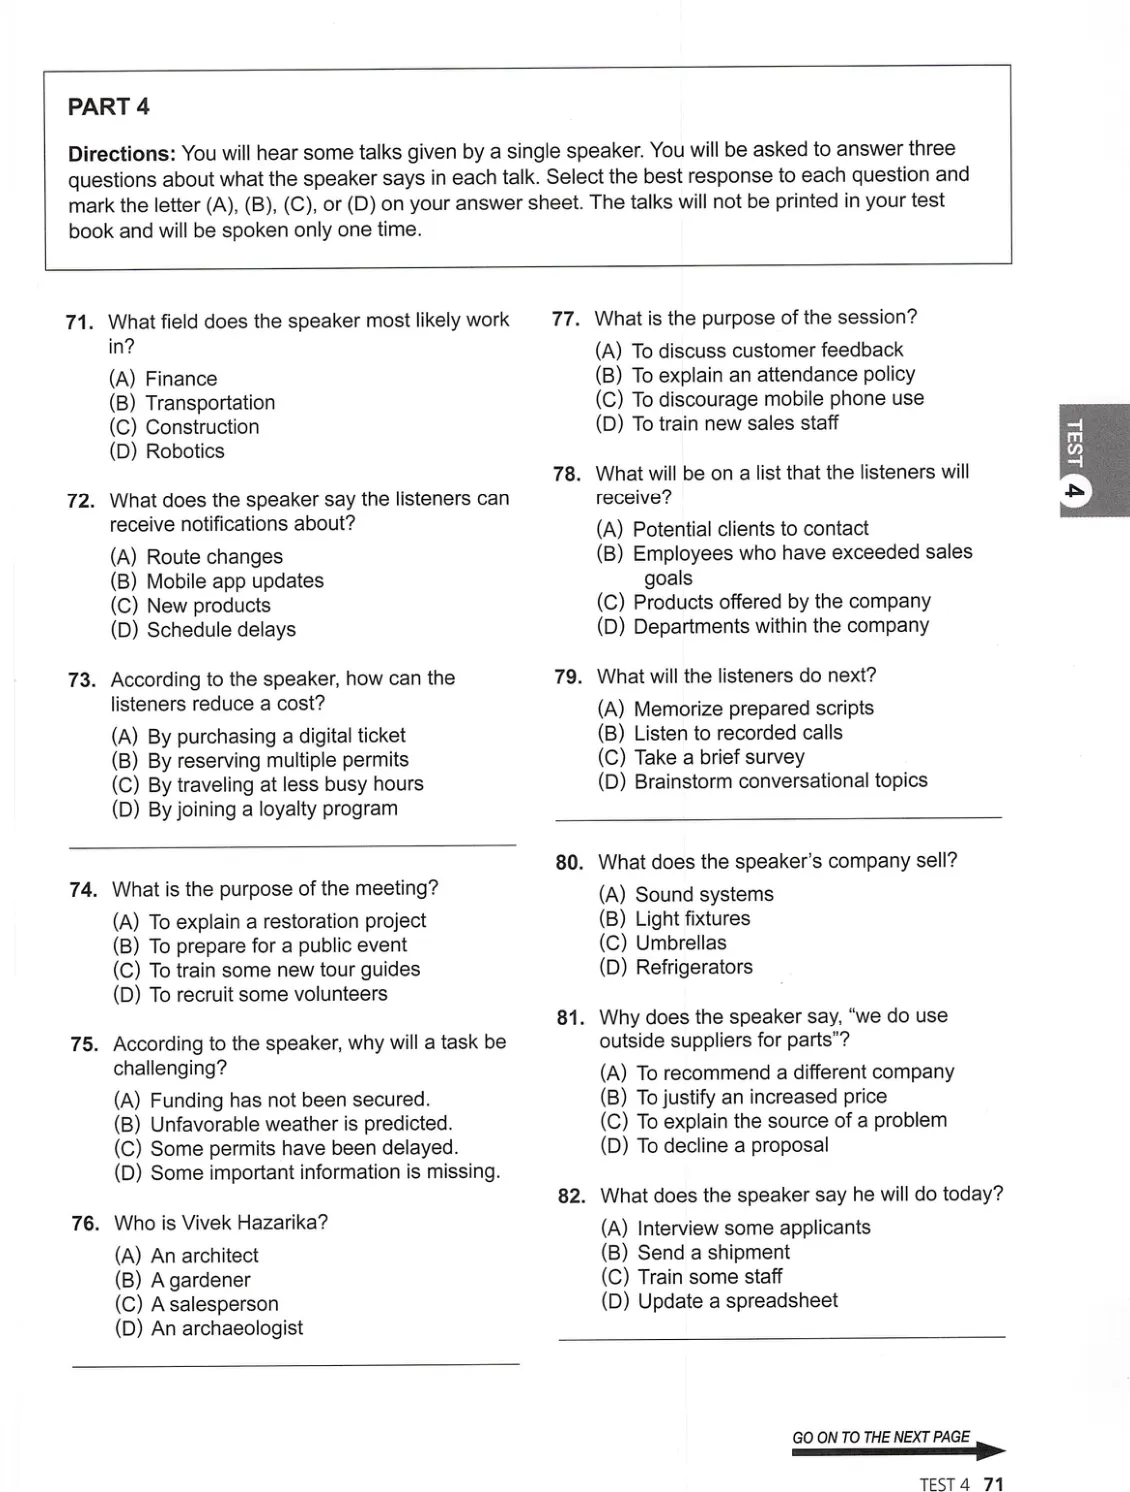 PART 4
Directions: You will hear some talks given by a single speaker. You will be asked to answer three
questions about what the speaker says in each talk. Select the best response to each question and
mark the letter (A), (B), (C), or (D) on your answer sheet. The talks will not be printed in your test
book and will be spoken only one time.
71. What field does the speaker most likely work
in?
(A) Finance
(B) Transportation
(C) Construction
(D) Robotics
72. What does the speaker say the listeners can
receive notifications about?
(A) Route changes
(B) Mobile app updates
(C) New products
(D) Schedule delays
73. According to the speaker, how can the
listeners reduce a cost?
(A) By purchasing a digital ticket
(B) By reserving multiple permits
(C) By traveling at less busy hours
(D) By joining a loyalty program
74. What is the purpose of the meeting?
(A) To explain a restoration project
(B) To prepare for a public event
(C) To train some new tour guides
(D) To recruit some volunteers
75. According to the speaker, why will a task be
challenging?
(A) Funding has not been secured.
(B) Unfavorable weather is predicted.
(C) Some permits have been delayed.
(D) Some important information is missing.
76. Who is Vivek Hazarika?
(A) An architect
(B) A gardener
(C) A salesperson
(D) An archaeologist
77. What is the purpose of the session?
(A) To discuss customer feedback
(B) To explain an attendance policy
(C) To discourage mobile phone use
(D) To train new sales staff
78. What will be on a list that the listeners will
receive?
(A) Potential clients to contact
(B) Employees who have exceeded sales
goals
(C) Products offered by the company
(D) Departments within the company
79. What will the listeners do next?
(A) Memorize prepared scripts
(B) Listen to recorded calls
(C) Take a brief survey
(D) Brainstorm conversational topics
80. What does the speaker's company sell?
(A) Sound systems
(B) Light fixtures
(C) Umbrellas
(D) Refrigerators
81. Why does the speaker say, "we do use
outside suppliers for parts"?
(A) To recommend a different company
(B) To justify an increased price
(C) To explain the source of a problem
(D) To decline a proposal
82. What does the speaker say he will do today?
(A) Interview some applicants
(B) Send a shipment
(C) Train some staff
(D) Update a spreadsheet
TEST 4
GO ON TO THE NEXT PAGE
TEST 4 71